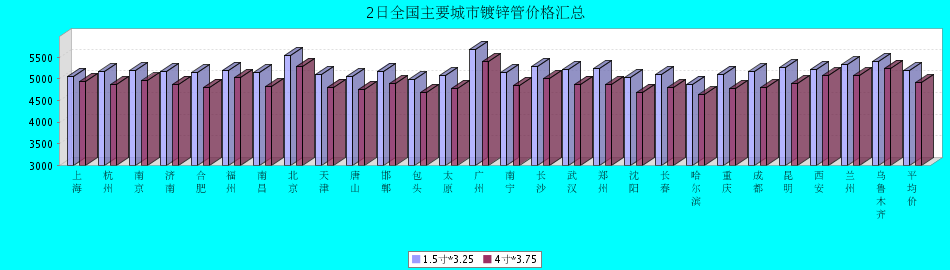 2日全国主要城市镀锌管价格汇总
5500
5000
4500
4000
3500
3000
上海 杭州 南京 济南 合肥 福州 南昌 北京 天津 唐山 邯郸 包头 太原 广州 南宁 长沙 武汉 郑州 沈阳 长春 哈尔滨 重庆 成都 昆明 西安 兰州 乌鲁木齐 平均价
1.5寸*3.25 4寸*3.75